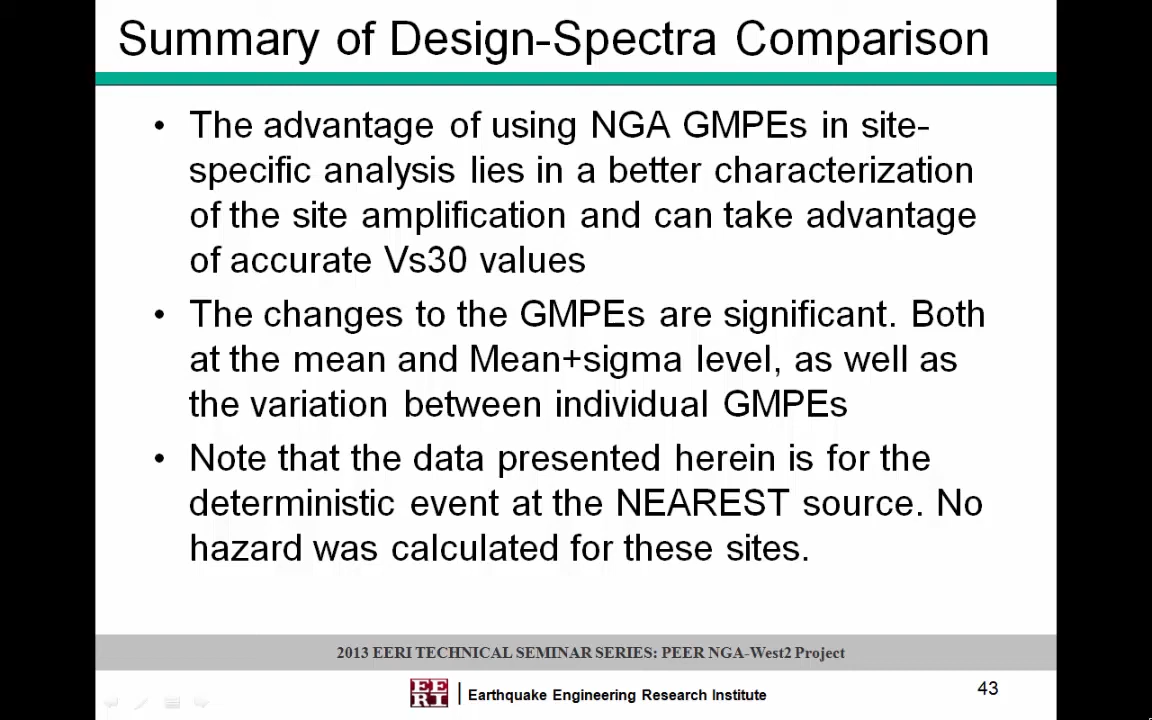 Summary of Design-Spectra Comparison
• The advantage of using NGA GMPEs in site-
specific analysis lies in a better characterization
of the site amplification and can take advantage
of accurate Vs30 values
• The changes to the GMPEs are significant. Both
at the mean and Mean+sigma level, as well as
the variation between individual GMPEs
• Note that the data presented herein is for the
deterministic event at the NEAREST source. No
hazard was calculated for these sites.
2013 EERI TECHNICAL SEMINAR SERIES: PEER NGA-West2 Project
EERI | Earthquake Engineering Research Institute
43